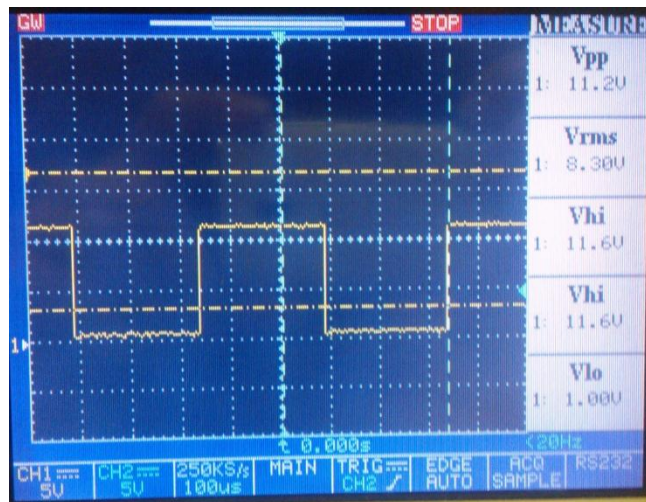 GW STOP MEASURE
Vpp
1: 11.2V
Vrms
1: 8.30V
Vhi
1: 11.6V
Vhi
1: 11.6V
Vlo
1: 1.00V
1
0.000s <20Hz
CH1 CH2 250KS/s MAIN TRIG EDGE ACQ RS232
5V 5V 100us CH2 AUTO SAMPLE